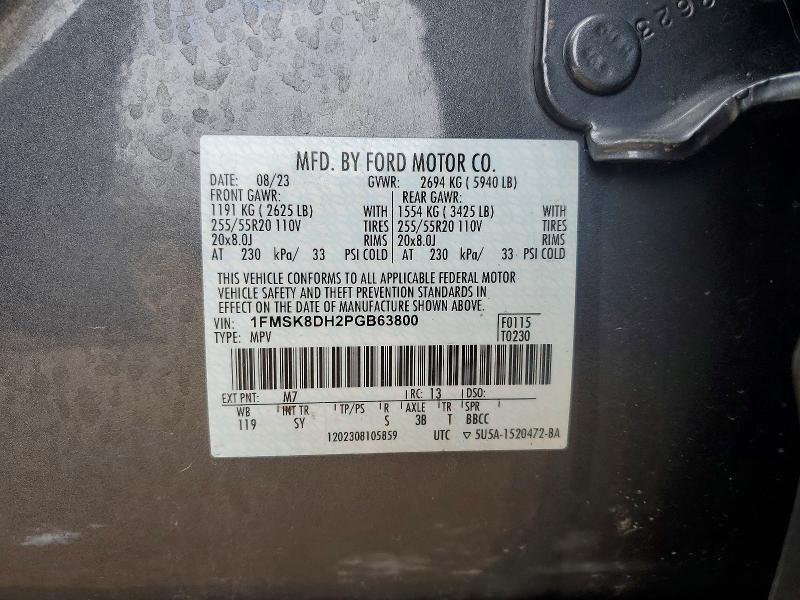 MFD. BY FORD MOTOR CO.
DATE: 08/23 GVWR: 2694 KG ( 5940 LB)
FRONT GAWR: REAR GAWR:
1191 KG ( 2625 LB) WITH 1554 KG ( 3425 LB) WITH
255/55R20 110V TIRES 255/55R20 110V TIRES
20x8.0J RIMS 20x8.0J RIMS
AT 230 kPa/ 33 PSI COLD AT 230 kPa/ 33 PSI COLD
THIS VEHICLE CONFORMS TO ALL APPLICABLE FEDERAL MOTOR
VEHICLE SAFETY AND THEFT PREVENTION STANDARDS IN
EFFECT ON THE DATE OF MANUFACTURE SHOWN ABOVE.
VIN: 1FMSK8DH2PGB63800 F0115
TYPE: MPV T0230
EXT PNT: M7 RC: 13 DSO:
WB INT TR TP/PS R AXLE TR SPR
119 SY S 3B T BBCC
1202308105859 UTC ▽ 5U5A-1520472-BA